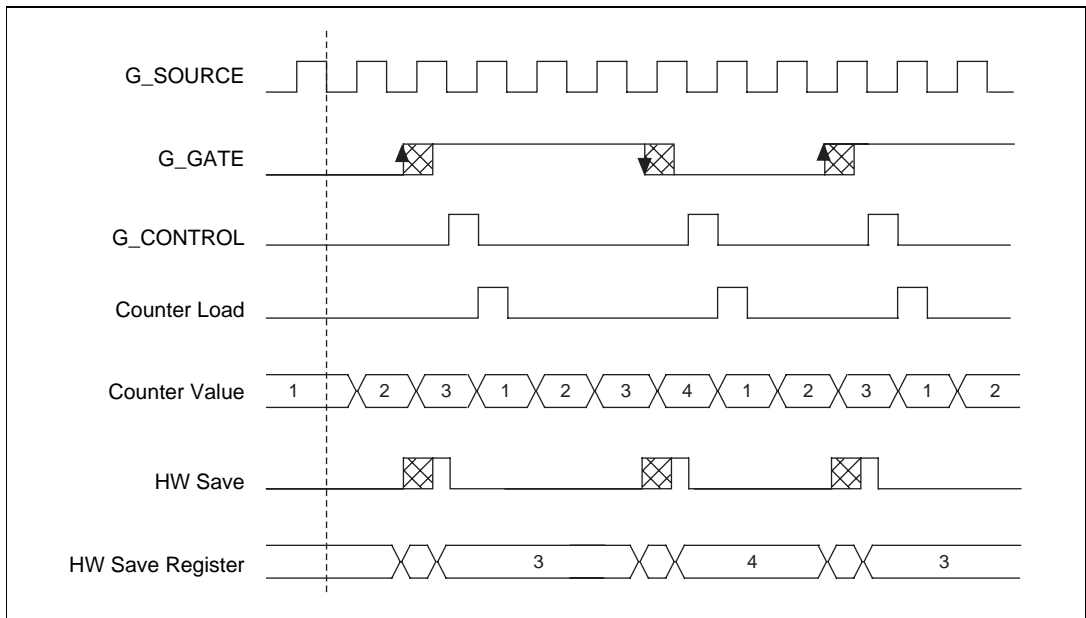 G_SOURCE
G_GATE
G_CONTROL
Counter Load
Counter Value 1 2 3 1 2 3 4 1 2 3 1 2
HW Save
HW Save Register 3 4 3